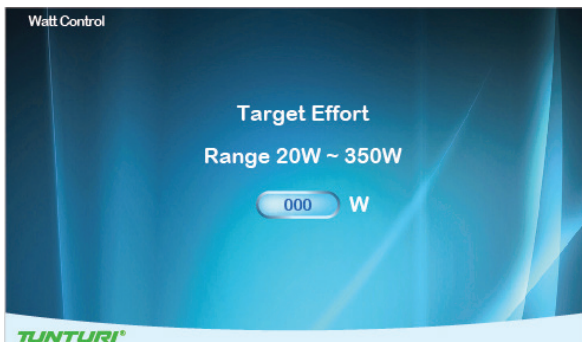 Watt Control
Target Effort
Range 20W ~ 350W
000 W
TUNTURI®